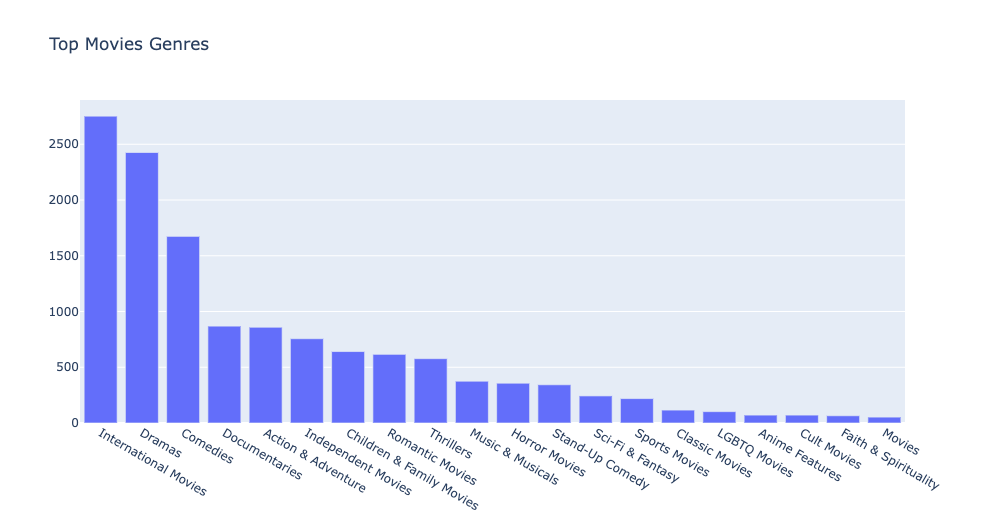 Top Movies Genres
2500
2000
1500
1000
500
0
International Movies
Dramas
Comedies
Documentaries
Action & Adventure
Independent Movies
Children & Family Movies
Romantic Movies
Thrillers
Music & Musicals
Horror Movies
Stand-Up Comedy
Sci-Fi & Fantasy
Sports Movies
Classic Movies
LGBTQ Movies
Anime Features
Cult Movies
Faith & Spirituality
Movies